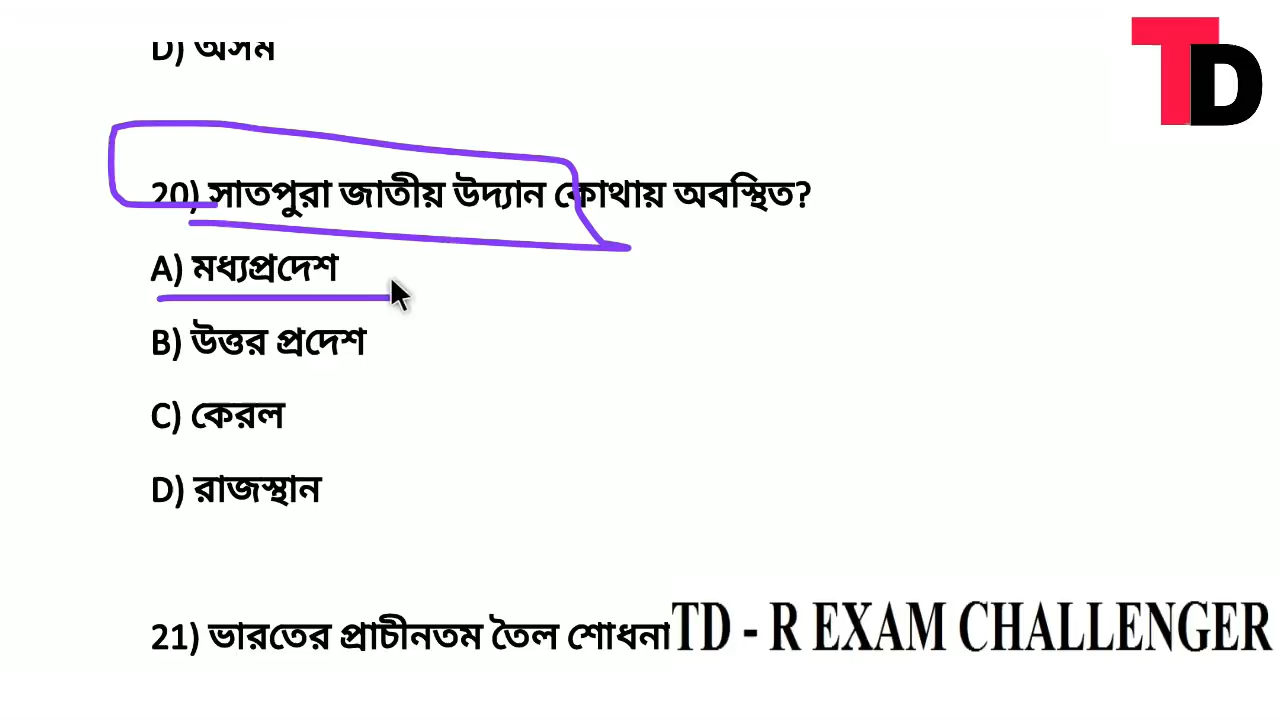 D) অসম
TD
20) সাতপুরা জাতীয় উদ্যান কোথায় অবস্থিত?
A) মধ্যপ্রদেশ
B) উত্তর প্রদেশ
C) কেরল
D) রাজস্থান
21) ভারতের প্রাচীনতম তৈল শোধনা
TD - R EXAM CHALLENGER